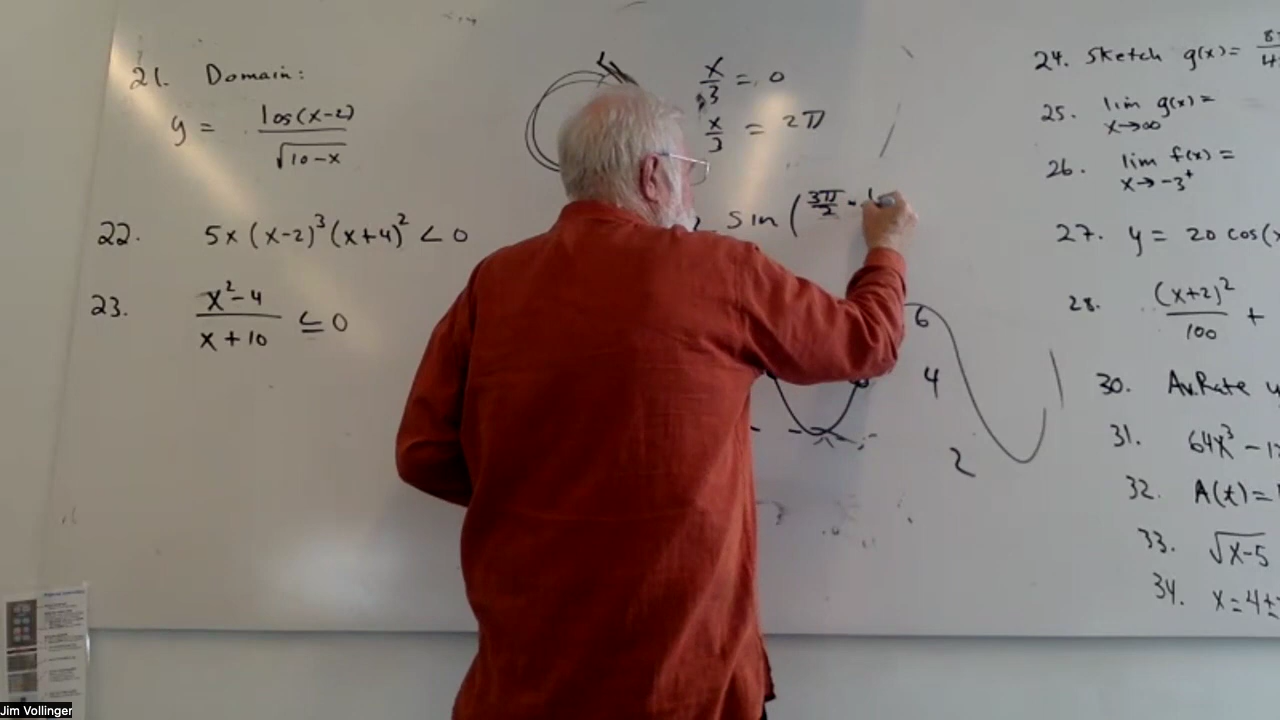 21. Domain:
y = log(x-2) / √10-x
22. 5x (x-2)³ (x+4)² < 0
23. x²-4 / x+10 ≤ 0
x/3 = 0
x/3 = 2π
sin ( 3π/2 -
6
4
2
24. Sketch g(x)=
25. lim x→∞ g(x) =
26. lim x→-3⁺ f(x) =
27. y = 20 cos(x
28. (x+2)² / 100 +
30. Av.Rate
31. 64x³ - 1
32. A(t)=
33. √x-5
34. x=4±
Jim Vollinger